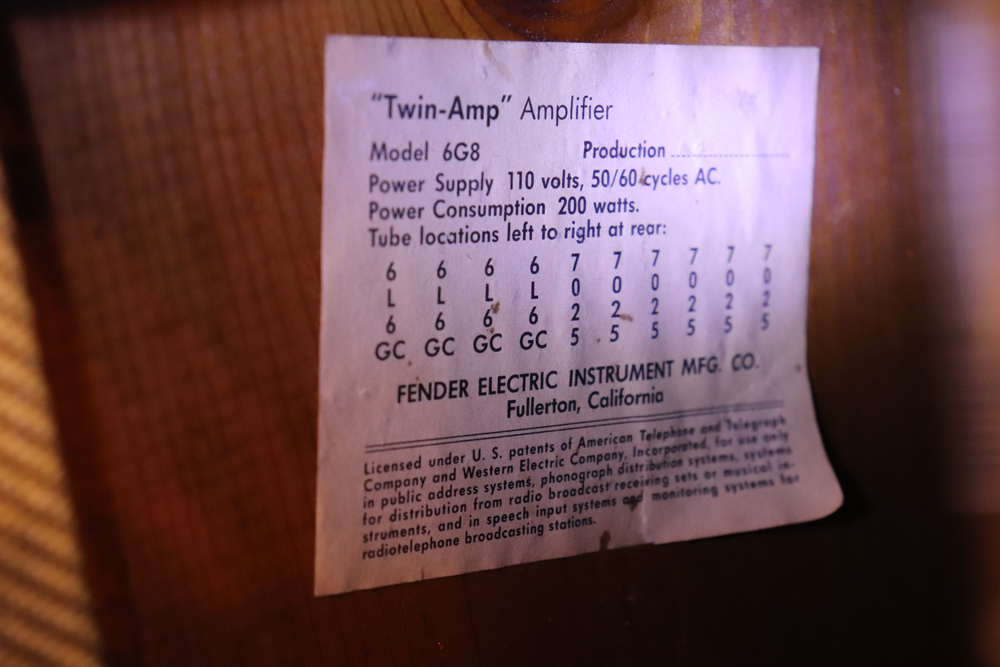 "Twin-Amp" Amplifier
Model 6G8 Production
Power Supply 110 volts, 50/60 cycles AC.
Power Consumption 200 watts.
Tube locations left to right at rear:
6 6 6 6 7 7 7 7 7 7
L L L L 0 0 0 0 0 0
6 6 6 6 2 2 2 2 2 2
GC GC GC GC 5 5 5 5 5 5
FENDER ELECTRIC INSTRUMENT MFG. CO.
Fullerton, California
Licensed under U. S. patents of American Telephone and Telegraph
Company and Western Electric Company, Incorporated, for use only
in public address systems, phonograph distribution systems, systems
for distribution from radio broadcast receiving sets or musical in-
struments, and in speech input systems and monitoring systems for
radiotelephone broadcasting stations.